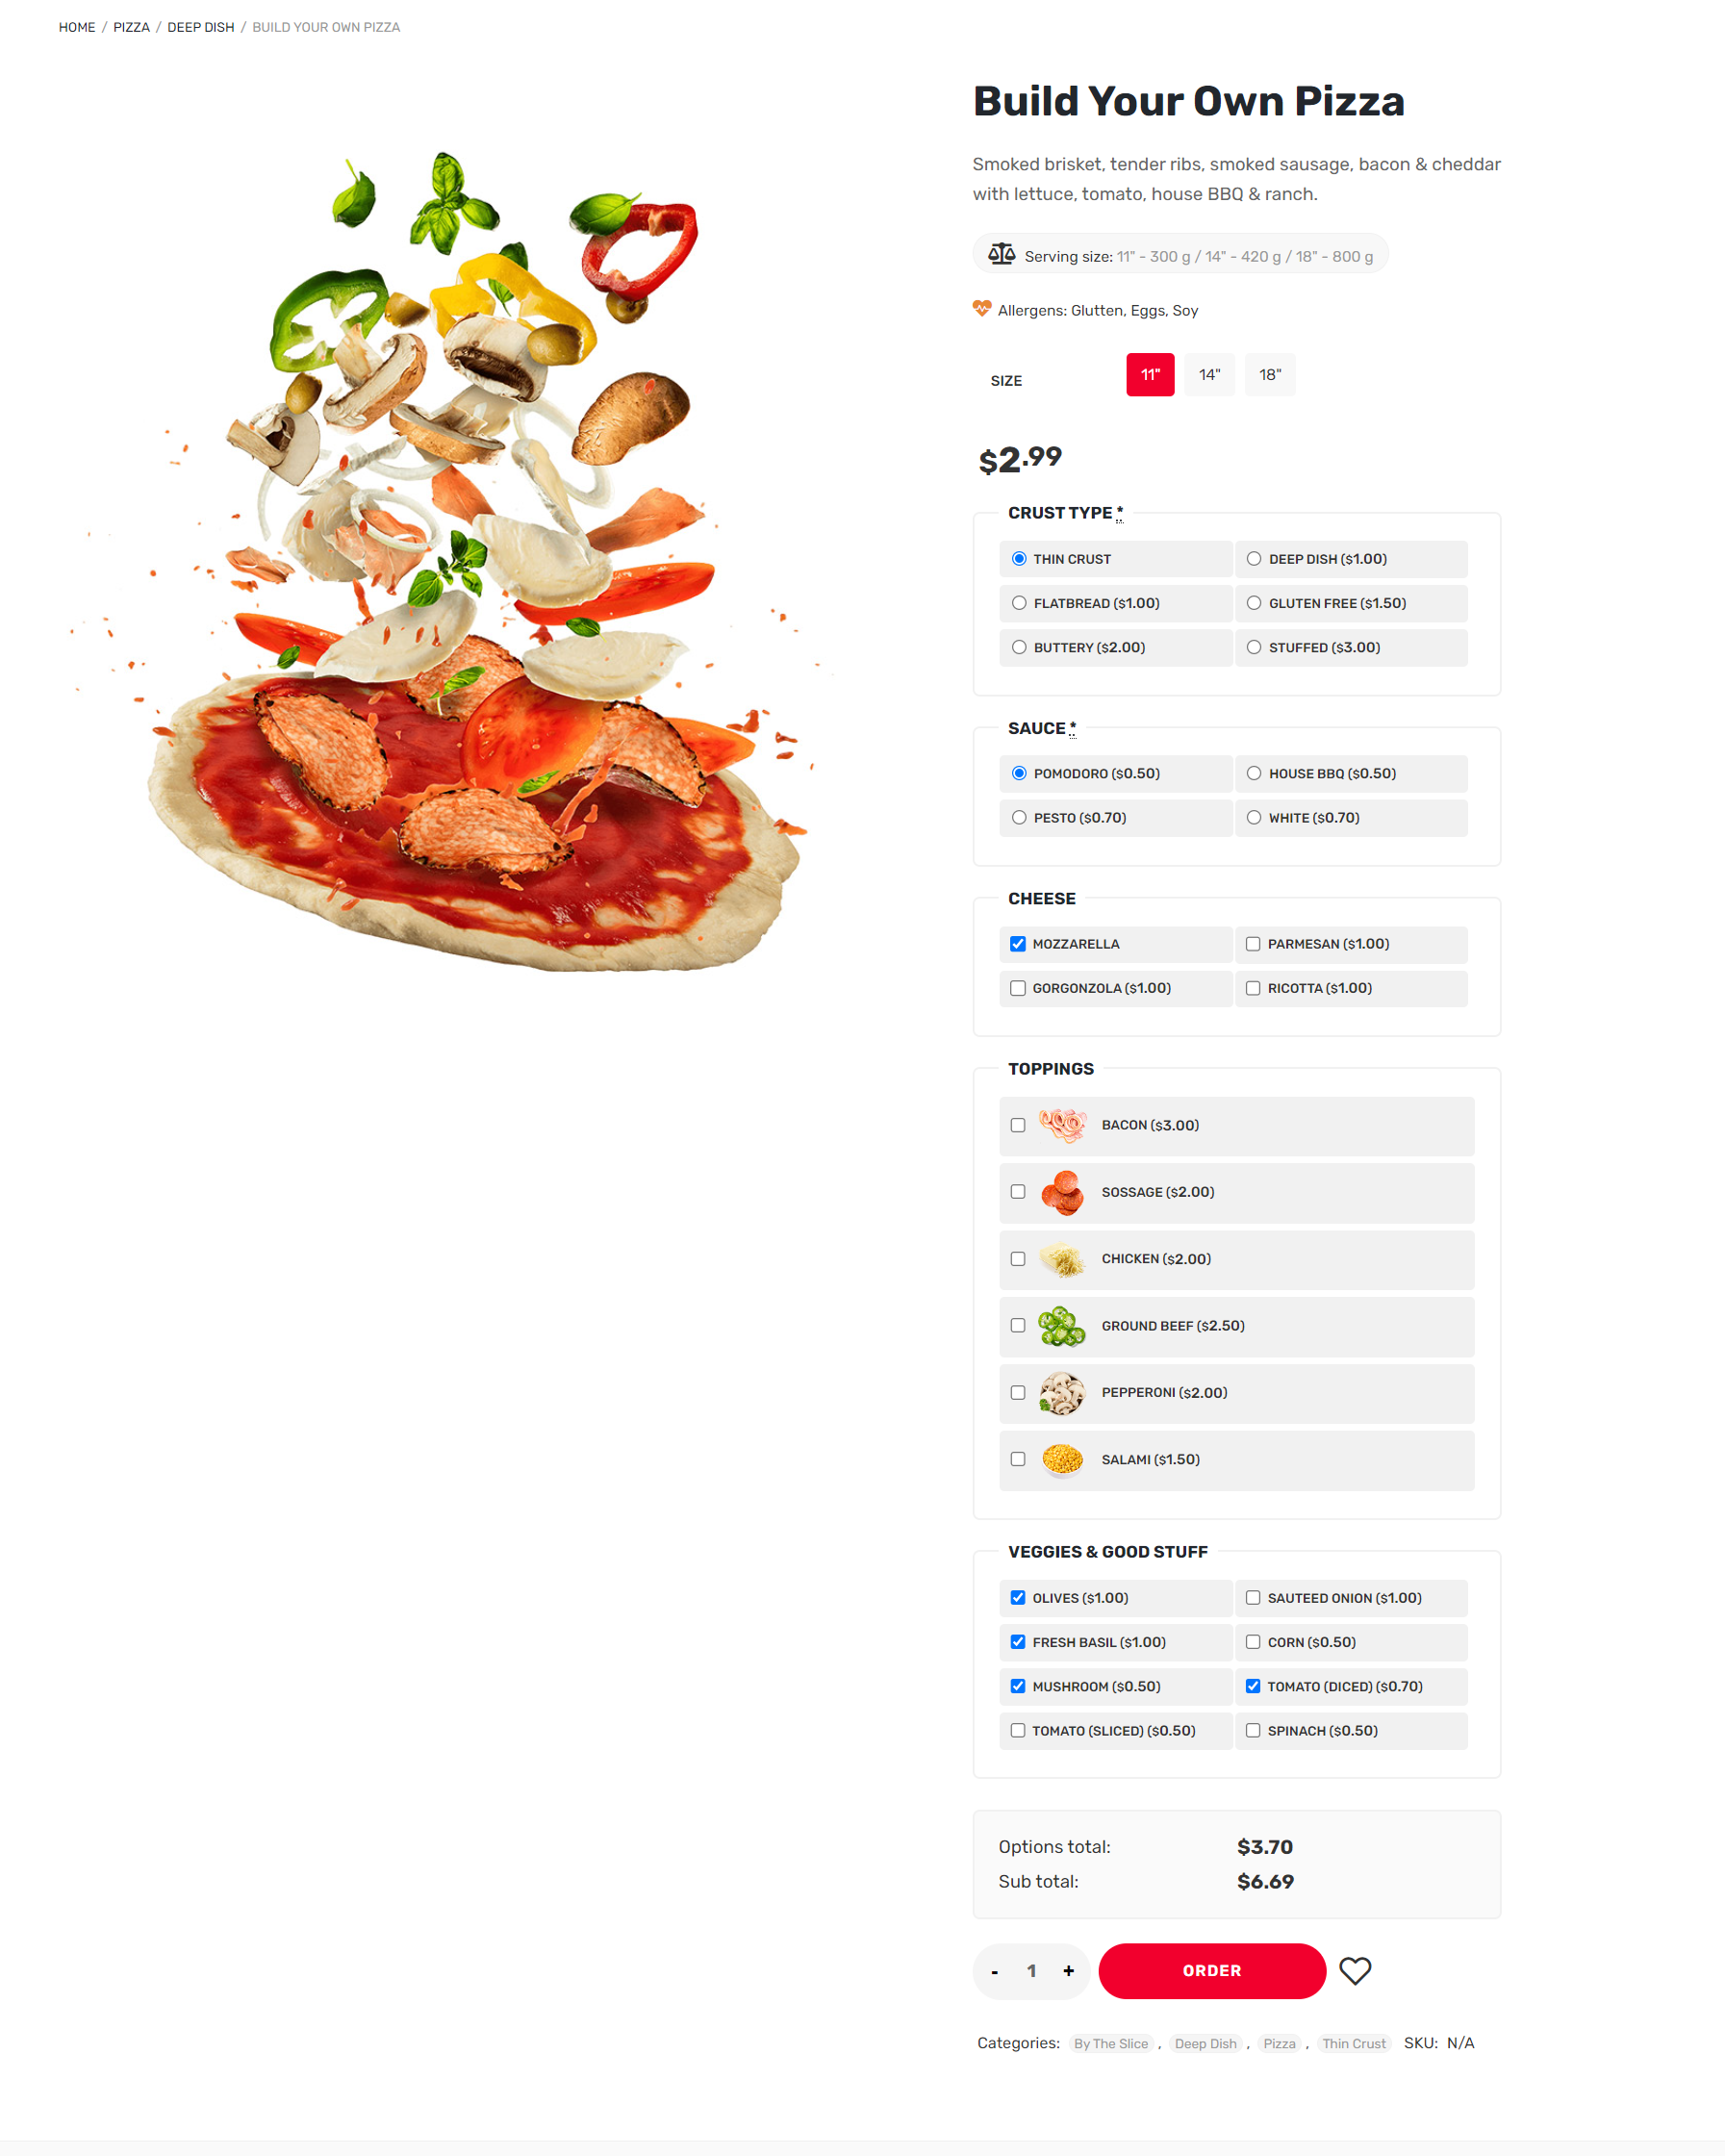 HOME / PIZZA / DEEP DISH / BUILD YOUR OWN PIZZA
Build Your Own Pizza
Smoked brisket, tender ribs, smoked sausage, bacon & cheddar
with lettuce, tomato, house BBQ & ranch.
Serving size: 11" - 300 g / 14" - 420 g / 18" - 800 g
Allergens: Glutten, Eggs, Soy
SIZE 11" 14" 18"
$2.99
CRUST TYPE *
THIN CRUST DEEP DISH ($1.00)
FLATBREAD ($1.00) GLUTEN FREE ($1.50)
BUTTERY ($2.00) STUFFED ($3.00)
SAUCE *
POMODORO ($0.50) HOUSE BBQ ($0.50)
PESTO ($0.70) WHITE ($0.70)
CHEESE
MOZZARELLA PARMESAN ($1.00)
GORGONZOLA ($1.00) RICOTTA ($1.00)
TOPPINGS
BACON ($3.00)
SOSSAGE ($2.00)
CHICKEN ($2.00)
GROUND BEEF ($2.50)
PEPPERONI ($2.00)
SALAMI ($1.50)
VEGGIES & GOOD STUFF
OLIVES ($1.00) SAUTEED ONION ($1.00)
FRESH BASIL ($1.00) CORN ($0.50)
MUSHROOM ($0.50) TOMATO (DICED) ($0.70)
TOMATO (SLICED) ($0.50) SPINACH ($0.50)
Options total: $3.70
Sub total: $6.69
- 1 + ORDER
Categories: By The Slice , Deep Dish , Pizza , Thin Crust SKU: N/A